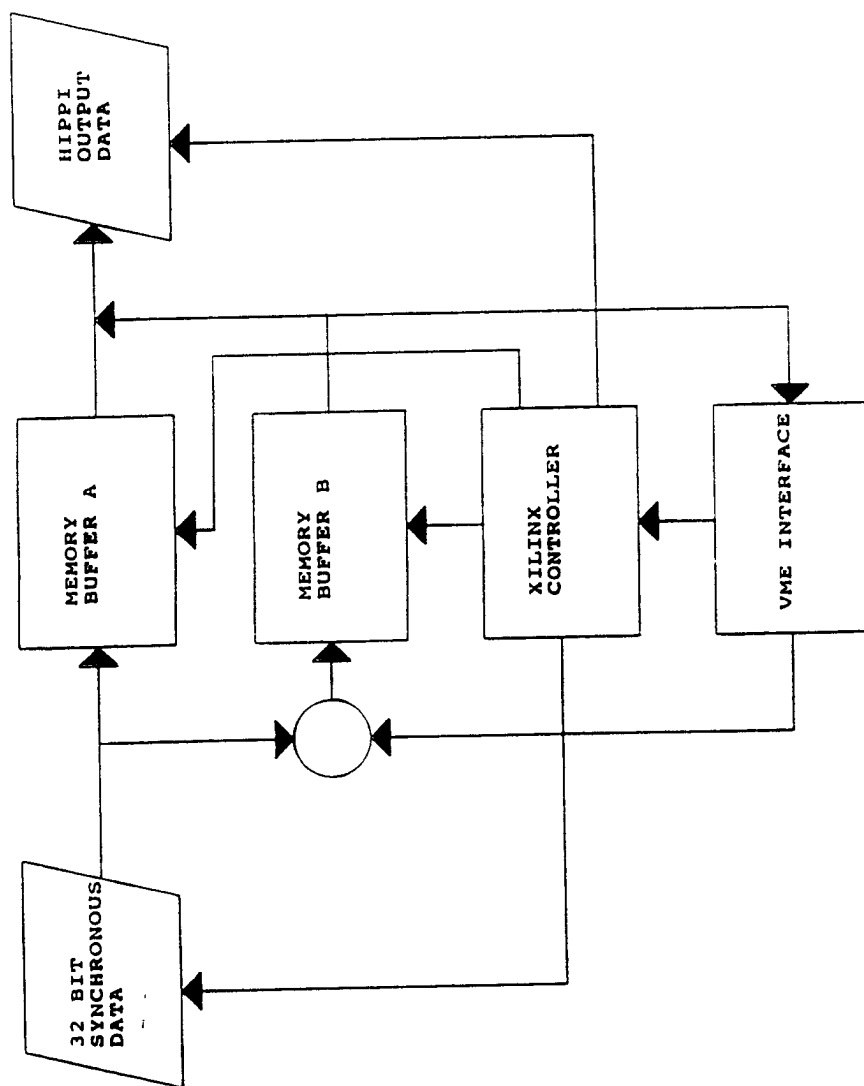 32 BIT
SYNCHRONOUS
DATA
MEMORY
BUFFER A
MEMORY
BUFFER B
XILINX
CONTROLLER
VME INTERFACE
HIPPI
OUTPUT
DATA